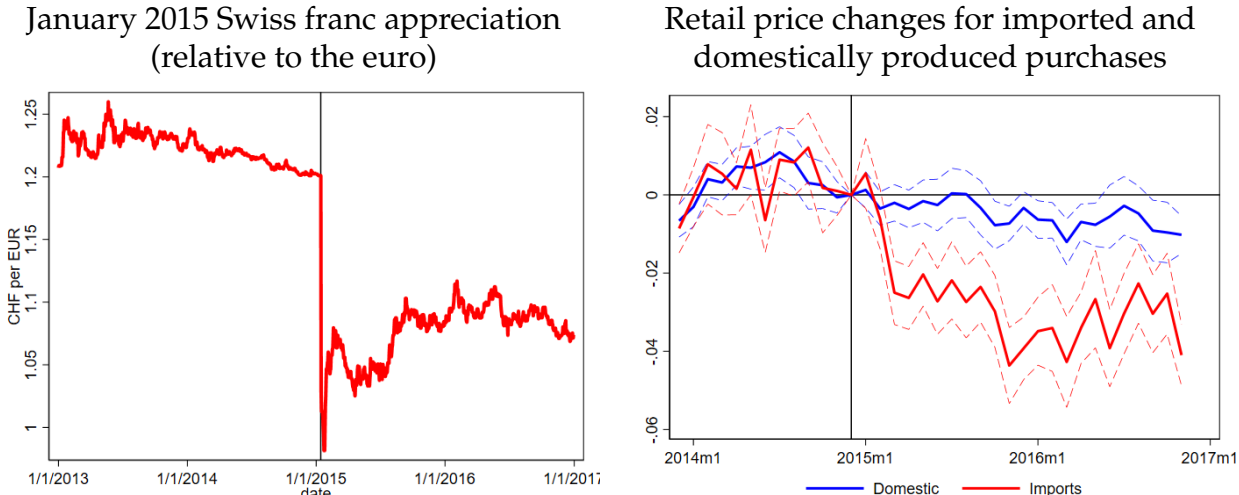 January 2015 Swiss franc appreciation
(relative to the euro)
CHF per EUR
1.25
1.2
1.15
1.1
1.05
1
1/1/2013
1/1/2014
1/1/2015
1/1/2016
1/1/2017
date
Retail price changes for imported and
domestically produced purchases
.02
0
-.02
-.04
-.06
2014m1
2015m1
2016m1
2017m1
Domestic
Imports